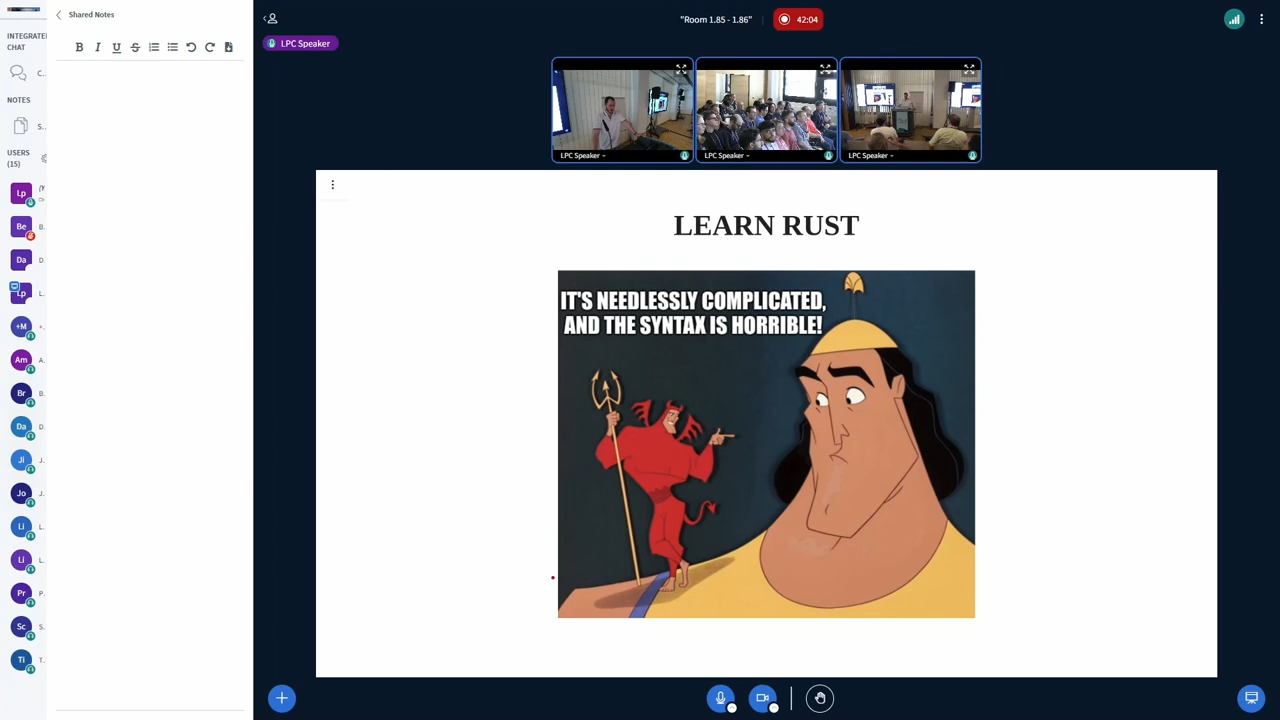 Shared Notes
INTEGRATE
CHAT
C.
NOTES
S..
USERS
(15)
B I U S
"Room 1.85 - 1.86"
42:04
LPC Speaker
LPC Speaker
LPC Speaker
LPC Speaker
Lp
Be B.
Da D.
Lp L.
+M +.
Am A.
Br B.
Da D.
Ji J.
Jo J.
Li L.
Li L.
Pr P.
Sc S.
Ti T.
LEARN RUST
IT'S NEEDLESSLY COMPLICATED,
AND THE SYNTAX IS HORRIBLE!